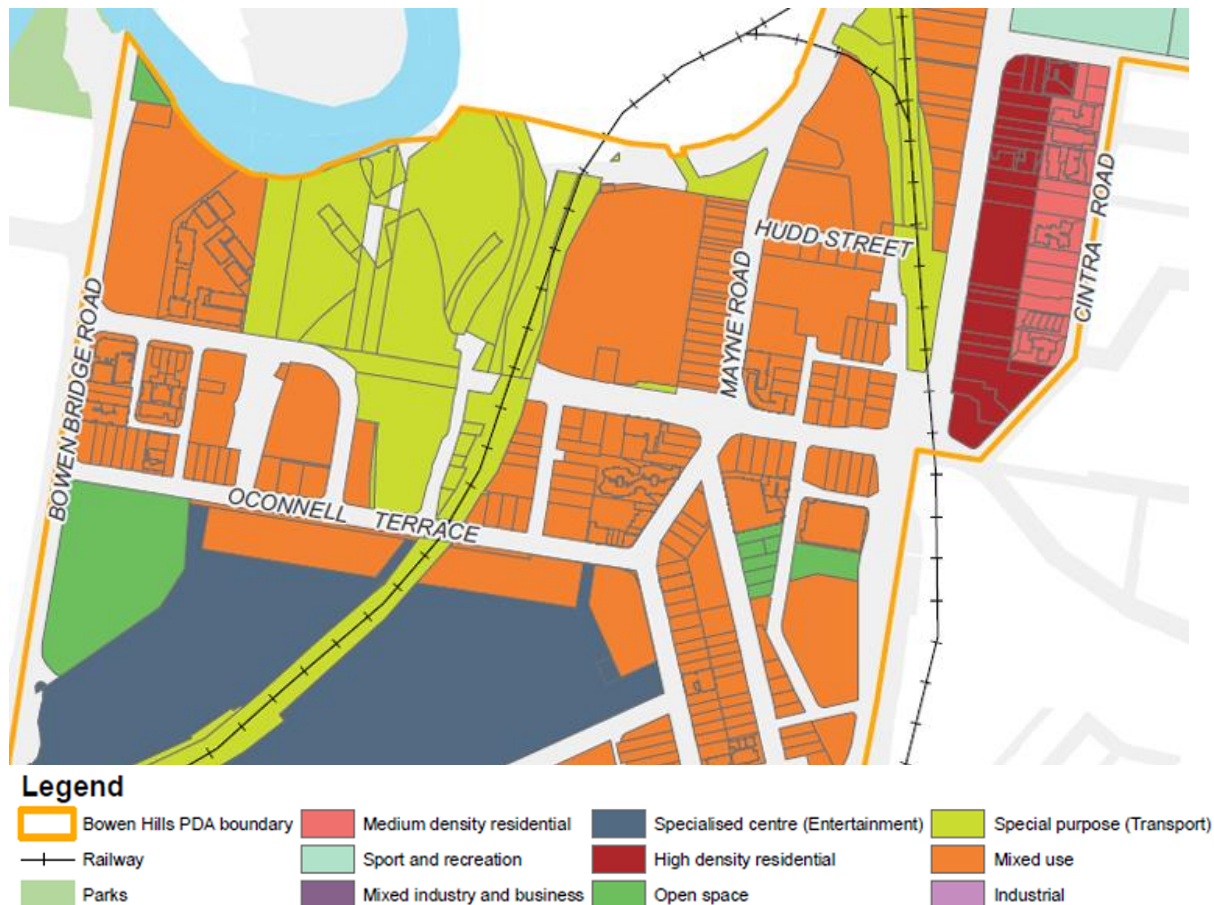 HUDD STREET
MAYNE ROAD
CINTRA ROAD
BOWEN BRIDGE ROAD
OCONNELL TERRACE
Legend
Bowen Hills PDA boundary
Medium density residential
Specialised centre (Entertainment)
Special purpose (Transport)
Railway
Sport and recreation
High density residential
Mixed use
Parks
Mixed industry and business
Open space
Industrial